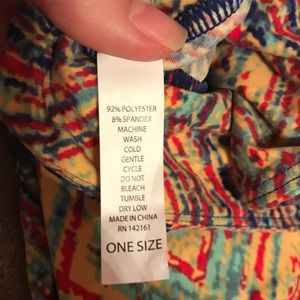 92% POLYESTER
8% SPANDEX
MACHINE
WASH
COLD
GENTLE
CYCLE
DO NOT
BLEACH
TUMBLE
DRY LOW
MADE IN CHINA
RN 142161
ONE SIZE